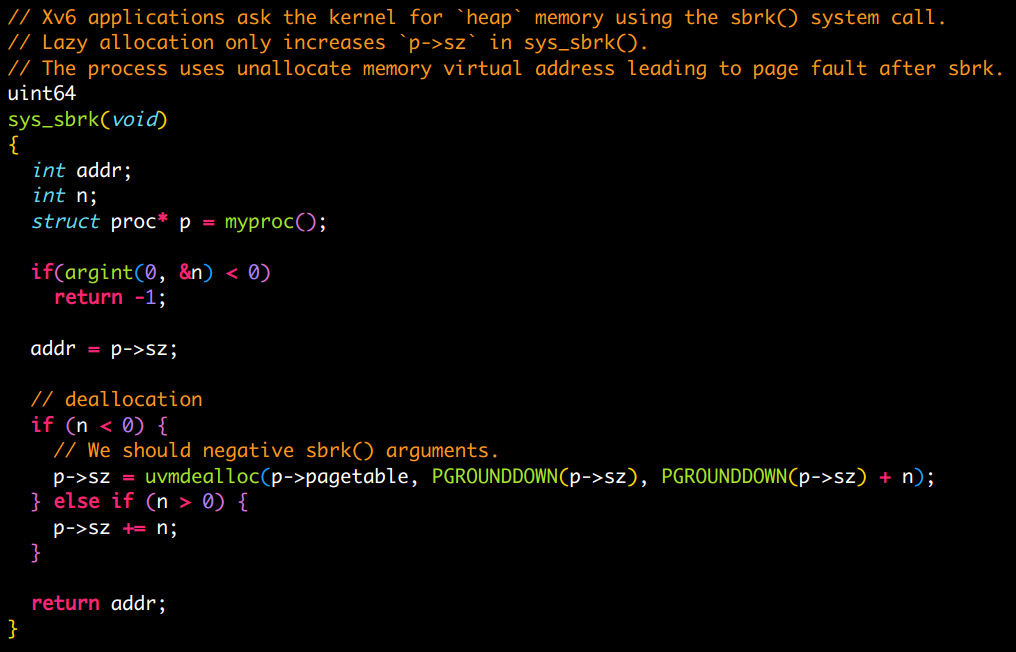 // Xv6 applications ask the kernel for `heap` memory using the sbrk() system call.
// Lazy allocation only increases `p->sz` in sys_sbrk().
// The process uses unallocate memory virtual address leading to page fault after sbrk.
uint64
sys_sbrk(void)
{
  int addr;
  int n;
  struct proc* p = myproc();

  if(argint(0, &n) < 0)
    return -1;

  addr = p->sz;

  // deallocation
  if (n < 0) {
    // We should negative sbrk() arguments.
    p->sz = uvmdealloc(p->pagetable, PGROUNDDOWN(p->sz), PGROUNDDOWN(p->sz) + n);
  } else if (n > 0) {
    p->sz += n;
  }

  return addr;
}